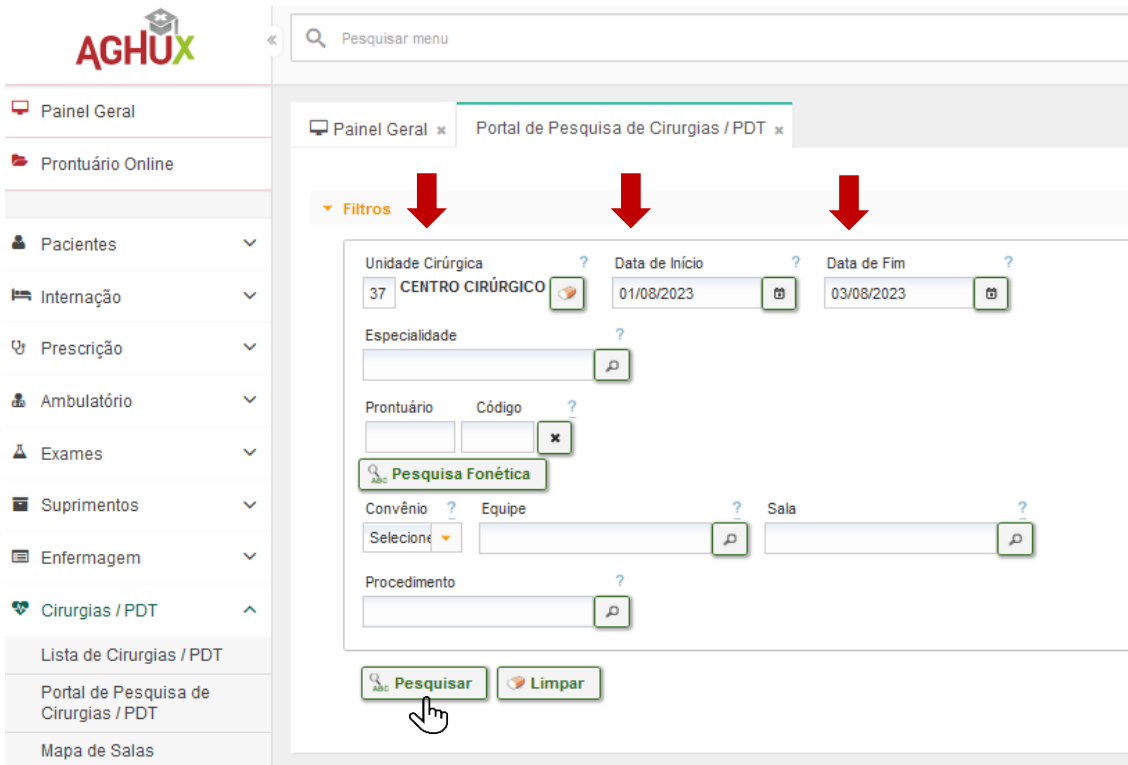 AGHUX
«
Pesquisar menu
Painel Geral
Prontuário Online
Pacientes
Internação
Prescrição
Ambulatório
Exames
Suprimentos
Enfermagem
Cirurgias / PDT
Lista de Cirurgias / PDT
Portal de Pesquisa de
Cirurgias / PDT
Mapa de Salas
Painel Geral × Portal de Pesquisa de Cirurgias / PDT ×
Filtros
Unidade Cirúrgica ? Data de Início ? Data de Fim ?
37 CENTRO CIRÚRGICO 01/08/2023 03/08/2023
Especialidade ?
Prontuário Código ?
ABC Pesquisa Fonética
Convênio ? Equipe ? Sala ?
Selecione
Procedimento ?
ABC Pesquisar Limpar